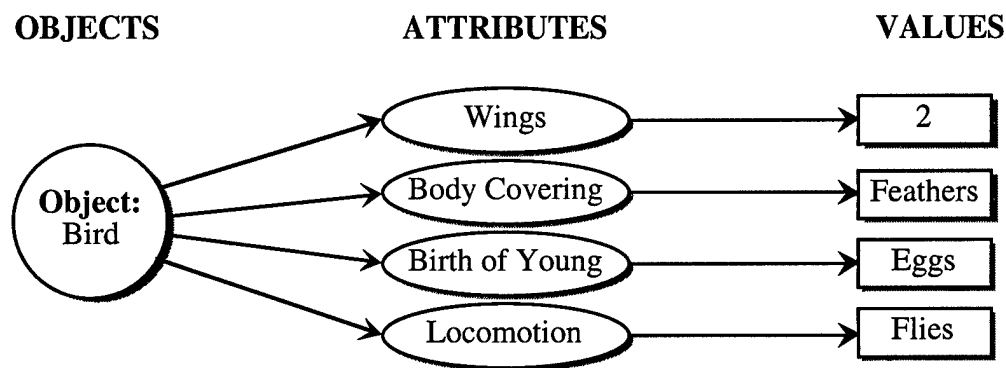 OBJECTS ATTRIBUTES VALUES
Wings 2
Object:
Bird
Body Covering Feathers
Birth of Young Eggs
Locomotion Flies